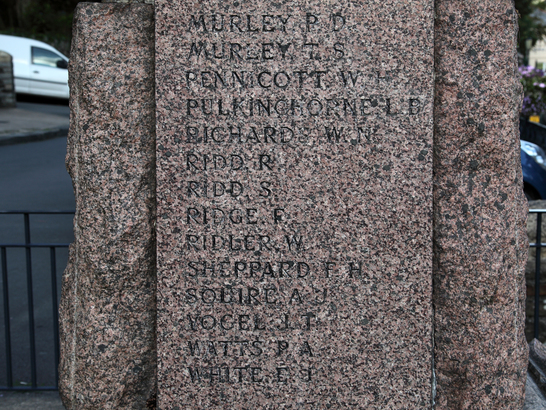 MURLEY. P. D.
MURLEY. T. S.
PENNICOTT. W. H.
PULKINGHORNE. L. B.
RICHARDS. W. N.
RIDD. R.
RIDD. S.
RIDGE. R.
RIDLER. W.
SHEPPARD. F. H.
SQUIRE. A. J.
VOGEL. J. T.
WATTS. P. A.
WHITE. E. J.